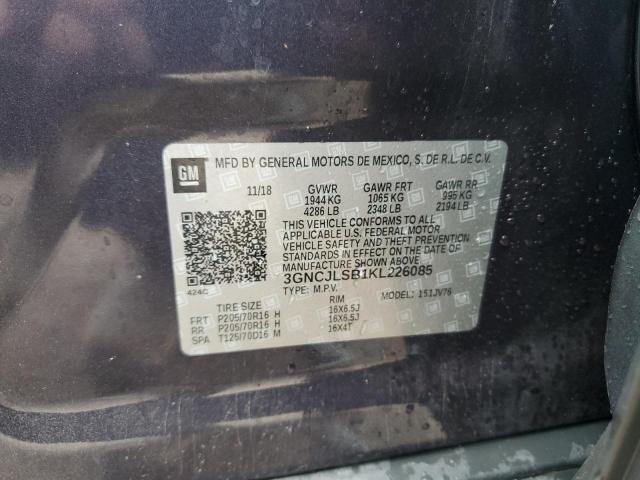 GM
MFD BY GENERAL MOTORS DE MEXICO, S. DE R.L. DE C.V.
11/18 GVWR GAWR FRT GAWR RR
1944 KG 1065 KG 995 KG
4286 LB 2348 LB 2194 LB
THIS VEHICLE CONFORMS TO ALL
APPLICABLE U.S. FEDERAL MOTOR
VEHICLE SAFETY AND THEFT PREVENTION
STANDARDS IN EFFECT ON THE DATE OF
MANUFACTURE SHOWN ABOVE.
424C 3GNCJLSB1KL226085
TYPE: M.P.V. MODEL: 1S1JV76
TIRE SIZE RIM
FRT P205/70R16 H 16X6.5J
RR P205/70R16 H 16X6.5J
SPA T125/70D16 M 16X4T